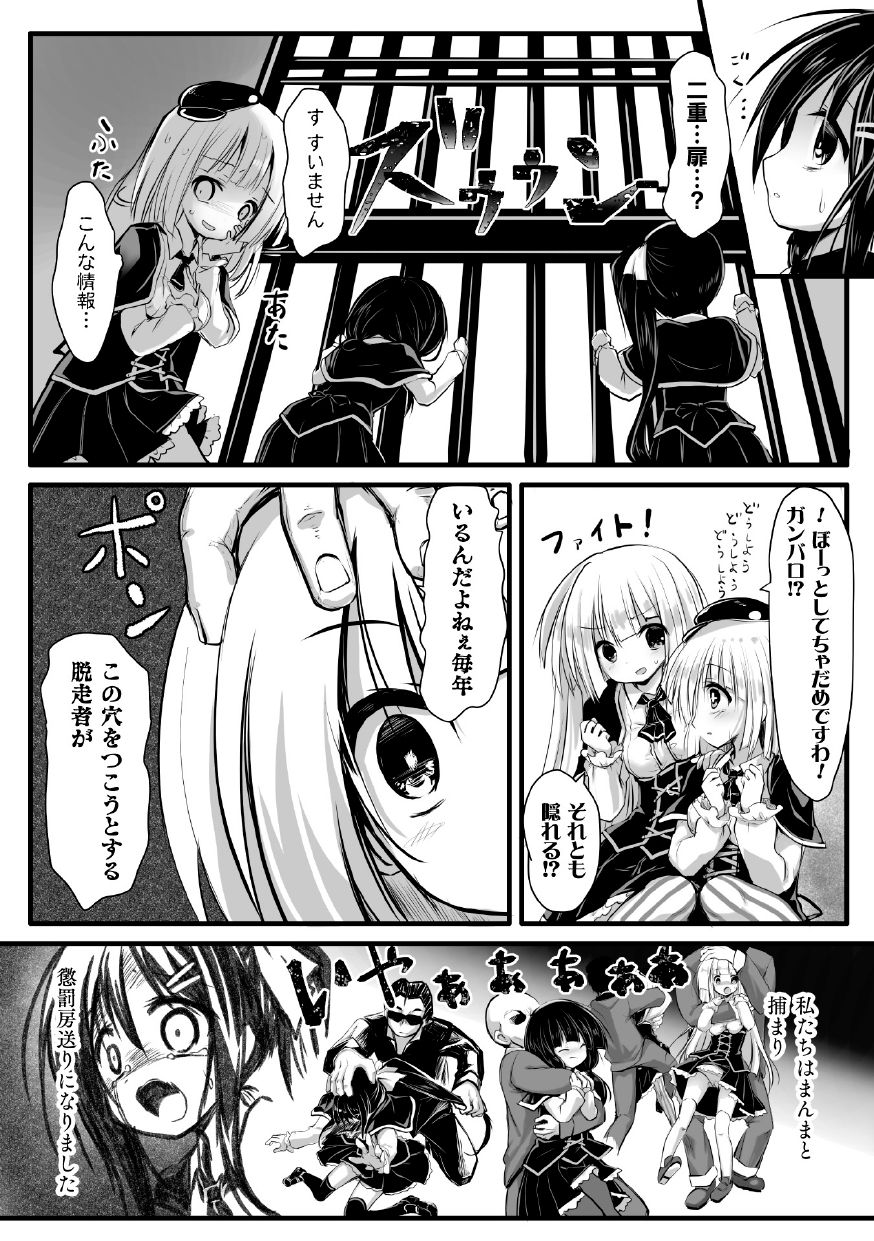 ごく…
二重…扉…？
ズゥゥン
す すいません
ふた
こんな情報…
あた
！ぼーっとしてちゃだめですわ！
ガンバロ!?
どうしよう
どうしよう
どうしよう
ファイト！
それとも
隠れる!?
いるんだよねぇ毎年
ポン
この穴をつこうとする
脱走者が
私たちはまんまと
捕まり
いやぁぁぁぁぁ
懲罰房送りになりました